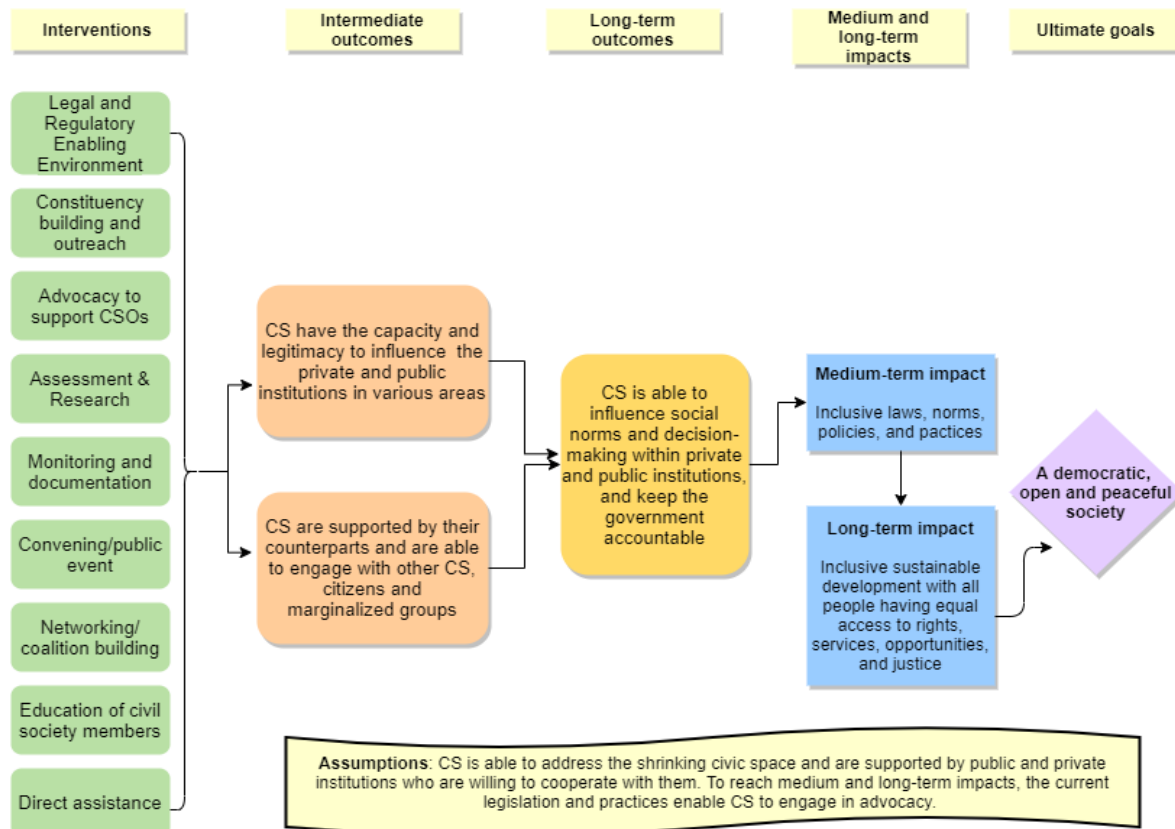 Interventions
Intermediate
outcomes
Long-term
outcomes
Medium and
long-term
impacts
Ultimate goals
Legal and
Regulatory
Enabling
Environment
Constituency
building and
outreach
Advocacy to
support CSOs
Assessment &
Research
Monitoring and
documentation
Convening/public
event
Networking/
coalition building
Education of civil
society members
Direct assistance
CS have the capacity and
legitimacy to influence the
private and public
institutions in various areas
CS are supported by their
counterparts and are able
to engage with other CS,
citizens and
marginalized groups
CS is able to
influence social
norms and decision-
making within private
and public institutions,
and keep the
government
accountable
Medium-term impact
Inclusive laws, norms,
policies, and pactices
Long-term impact
Inclusive sustainable
development with all
people having equal
access to rights,
services, opportunities,
and justice
A democratic,
open and peaceful
society
Assumptions: CS is able to address the shrinking civic space and are supported by public and private
institutions who are willing to cooperate with them. To reach medium and long-term impacts, the current
legislation and practices enable CS to engage in advocacy.